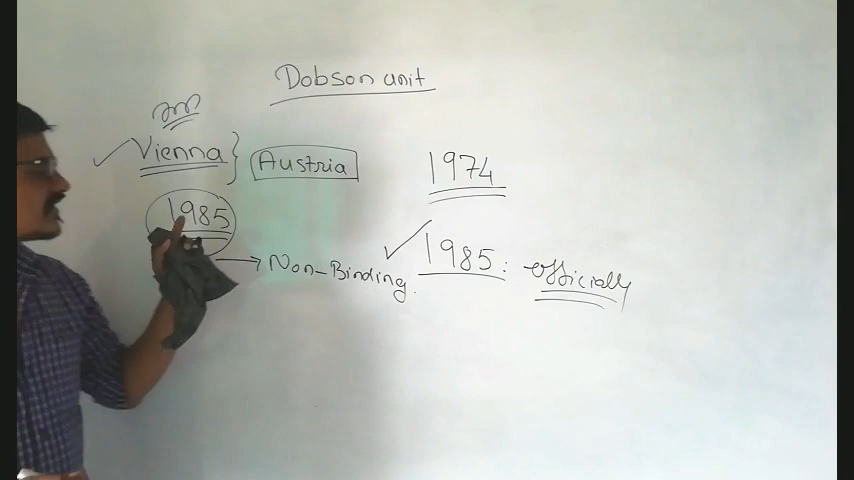 Dobson unit
Vienna } Austria
1974
1985
1985: officially
Non-Binding.